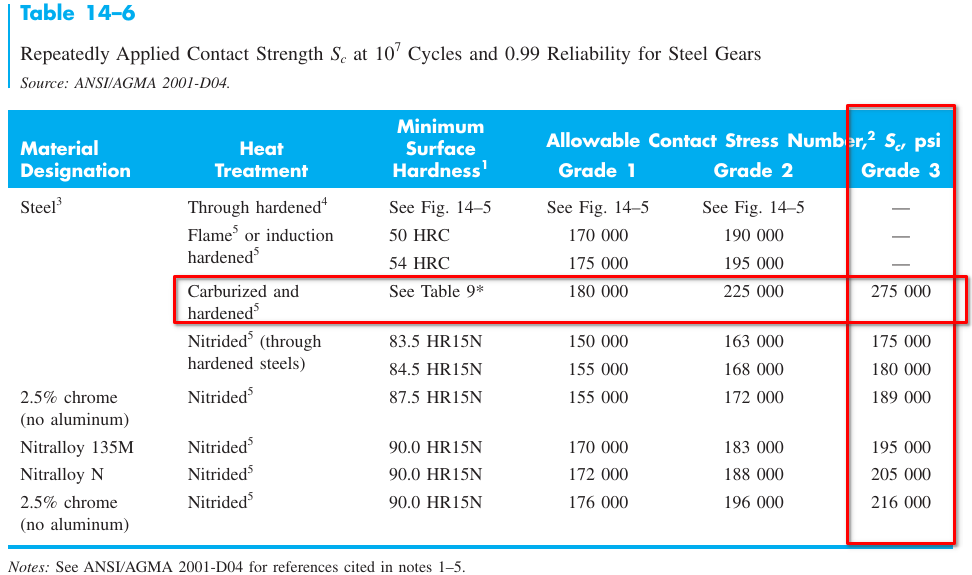 Table 14–6
Repeatedly Applied Contact Strength Sc at 10^7 Cycles and 0.99 Reliability for Steel Gears
Source: ANSI/AGMA 2001-D04.
Material Designation Heat Treatment Minimum Surface Hardness^1 Allowable Contact Stress Number,^2 Sc, psi
Grade 1 Grade 2 Grade 3
Steel^3 Through hardened^4 See Fig. 14–5 See Fig. 14–5 See Fig. 14–5 —
Flame^5 or induction 50 HRC 170 000 190 000 —
hardened^5 54 HRC 175 000 195 000 —
Carburized and See Table 9* 180 000 225 000 275 000
hardened^5
Nitrided^5 (through 83.5 HR15N 150 000 163 000 175 000
hardened steels) 84.5 HR15N 155 000 168 000 180 000
2.5% chrome Nitrided^5 87.5 HR15N 155 000 172 000 189 000
(no aluminum)
Nitralloy 135M Nitrided^5 90.0 HR15N 170 000 183 000 195 000
Nitralloy N Nitrided^5 90.0 HR15N 172 000 188 000 205 000
2.5% chrome Nitrided^5 90.0 HR15N 176 000 196 000 216 000
(no aluminum)
Notes: See ANSI/AGMA 2001-D04 for references cited in notes 1–5.